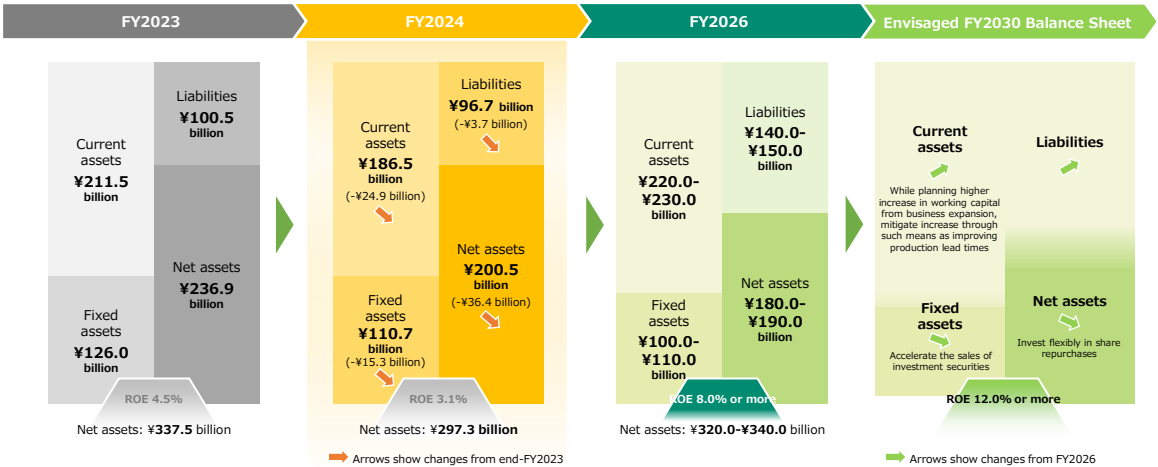 FY2023
FY2024
FY2026
Envisaged FY2030 Balance Sheet
Current
assets
¥211.5
billion
Liabilities
¥100.5
billion
Net assets
¥236.9
billion
Fixed
assets
¥126.0
billion
ROE 4.5%
Net assets: ¥337.5 billion
Current
assets
¥186.5
billion
(-¥24.9 billion)
Liabilities
¥96.7 billion
(-¥3.7 billion)
Net assets
¥200.5
billion
(-¥36.4 billion)
Fixed
assets
¥110.7
billion
(-¥15.3 billion)
ROE 3.1%
Net assets: ¥297.3 billion
Arrows show changes from end-FY2023
Current
assets
¥220.0-
¥230.0
billion
Liabilities
¥140.0-
¥150.0
billion
Net assets
¥180.0-
¥190.0
billion
Fixed
assets
¥100.0-
¥110.0
billion
ROE 8.0% or more
Net assets: ¥320.0-¥340.0 billion
Current
assets
While planning higher
increase in working capital
from business expansion,
mitigate increase through
such means as improving
production lead times
Liabilities
Net assets
Invest flexibly in share
repurchases
Fixed
assets
Accelerate the sales of
investment securities
ROE 12.0% or more
Arrows show changes from FY2026